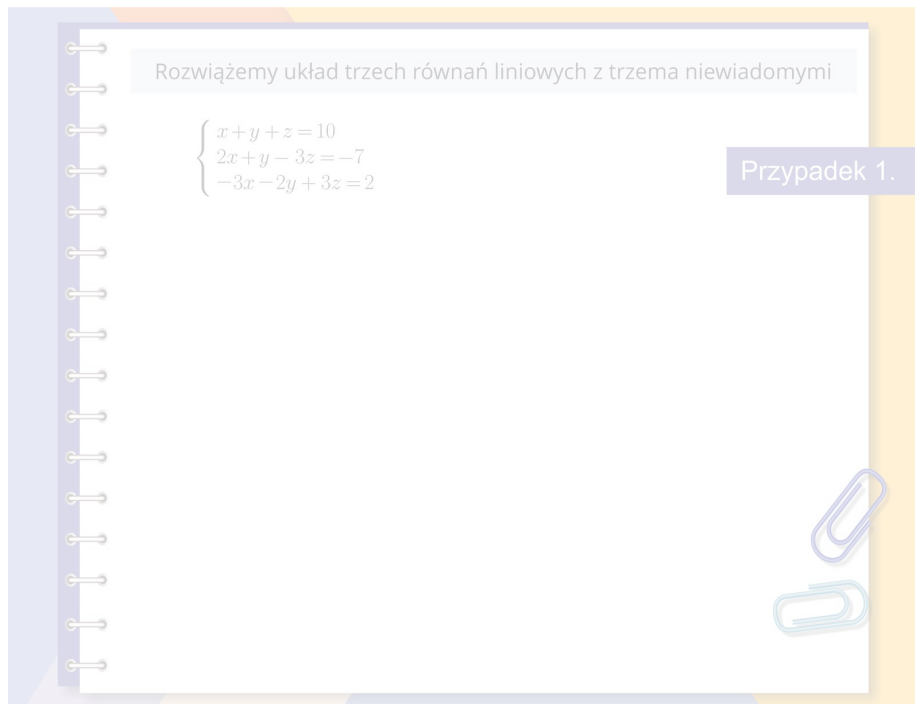 Rozwiążemy układ trzech równań liniowych z trzema niewiadomymi
x + y + z = 10
2x + y − 3z = −7
−3x − 2y + 3z = 2
Przypadek 1.